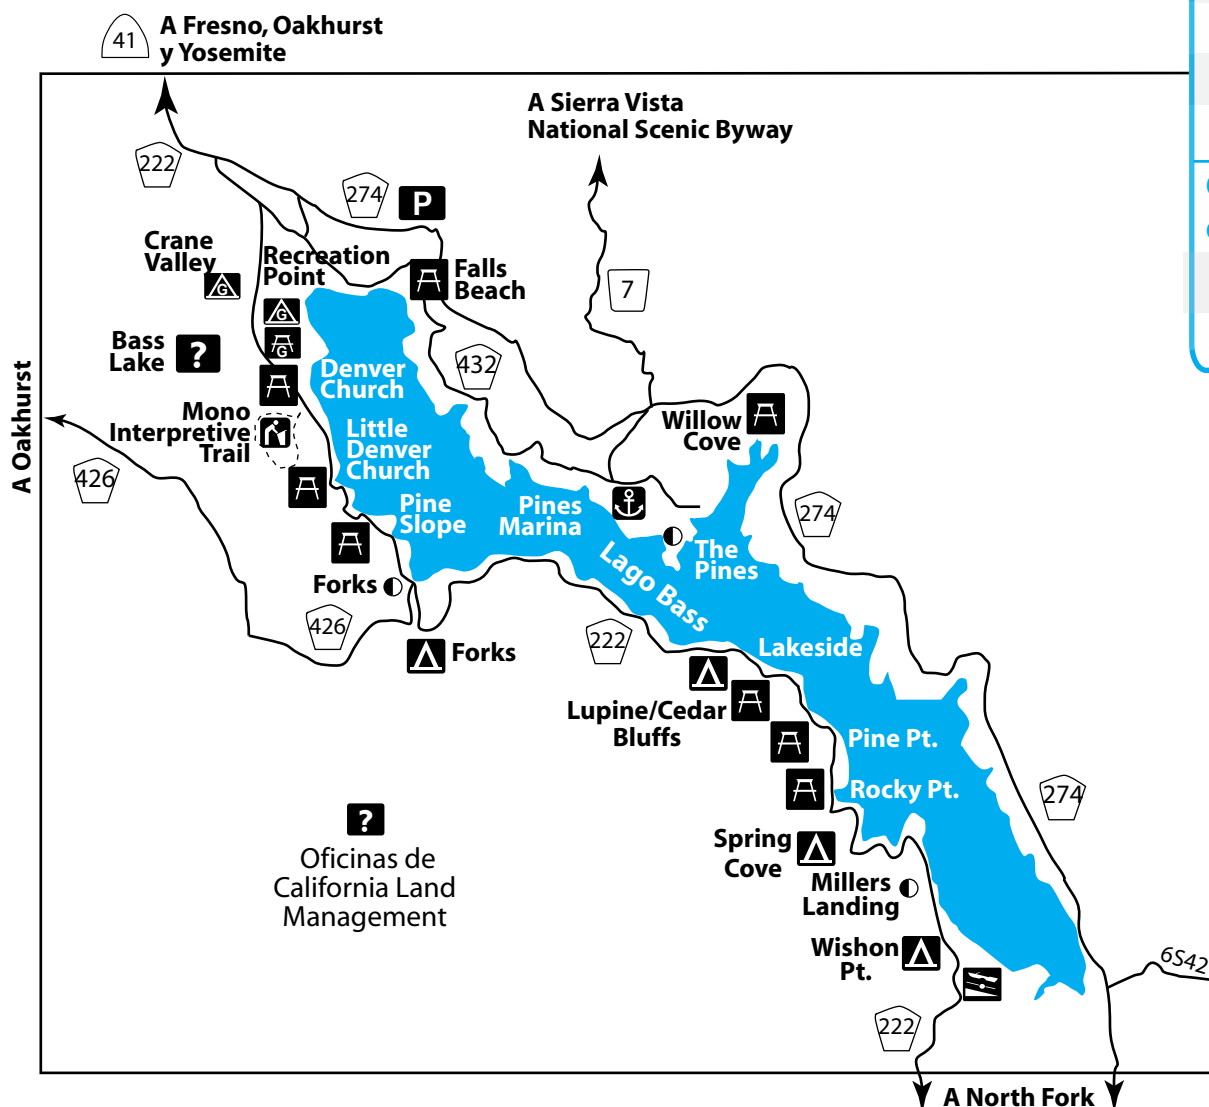 41
A Fresno, Oakhurst
y Yosemite
A Sierra Vista
National Scenic Byway
222
274
P
Crane
Valley
G
Recreation
Point
G
G
Falls
Beach
7
Bass
Lake
?
432
Denver
Church
A Oakhurst
Mono
Interpretive
Trail
Little
Denver
Church
Willow
Cove
426
Pine
Slope
Pines
Marina
274
The
Pines
Lago Bass
Forks
426
Forks
222
Lakeside
Lupine/Cedar
Bluffs
Pine Pt.
Rocky Pt.
274
?
Oficinas de
California Land
Management
Spring
Cove
Millers
Landing
Wishon
Pt.
6S42
222
A North Fork